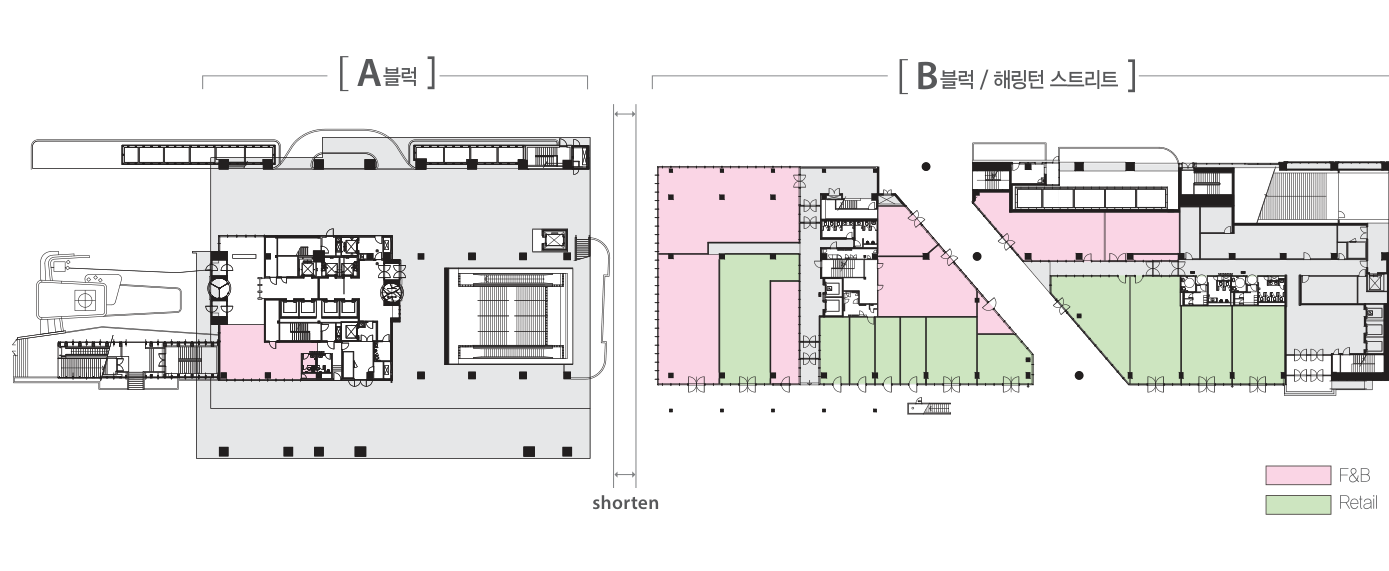 [ A블럭 ]
[ B블럭 / 해링턴 스트리트 ]
shorten
F&B
Retail